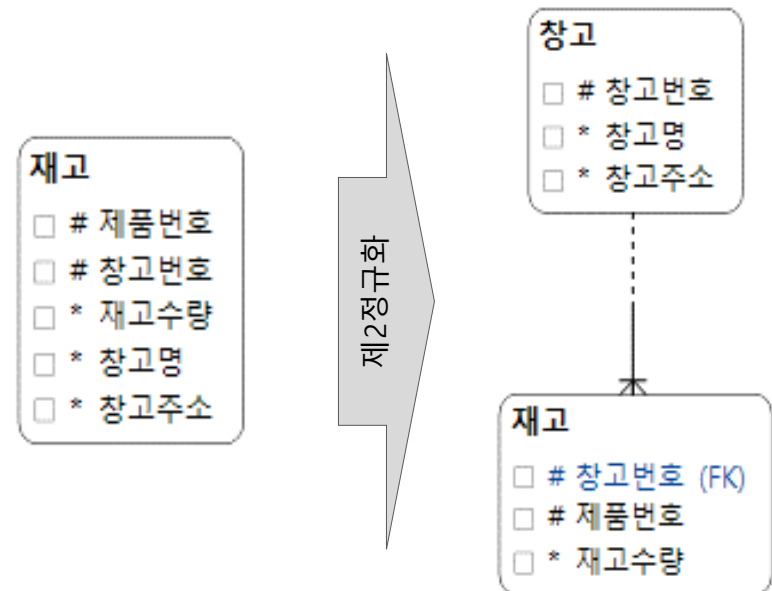 재고
# 제품번호
# 창고번호
* 재고수량
* 창고명
* 창고주소
제2정규화
창고
# 창고번호
* 창고명
* 창고주소
재고
# 창고번호 (FK)
# 제품번호
* 재고수량